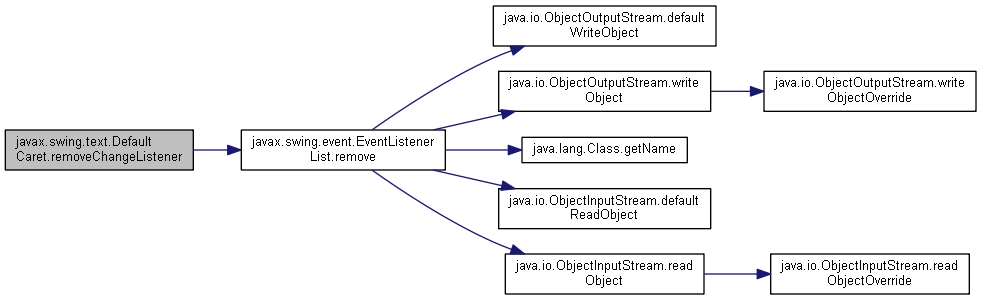 javax.swing.text.Default
Caret.removeChangeListener
javax.swing.event.EventListener
List.remove
java.io.ObjectOutputStream.default
WriteObject
java.io.ObjectOutputStream.write
Object
java.io.ObjectOutputStream.write
ObjectOverride
java.lang.Class.getName
java.io.ObjectInputStream.default
ReadObject
java.io.ObjectInputStream.read
Object
java.io.ObjectInputStream.read
ObjectOverride